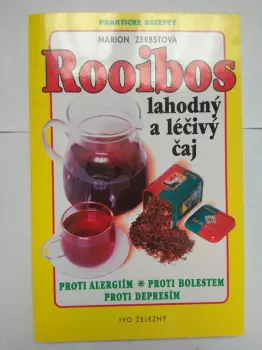 PRAKTICKÉ RECEPTY
MARION ZERBSTOVÁ
Rooibos
lahodný
a léčivý
čaj
PROTI ALERGIÍM ✳ PROTI BOLESTEM
PROTI DEPRESÍM
IVO ŽELEZNÝ